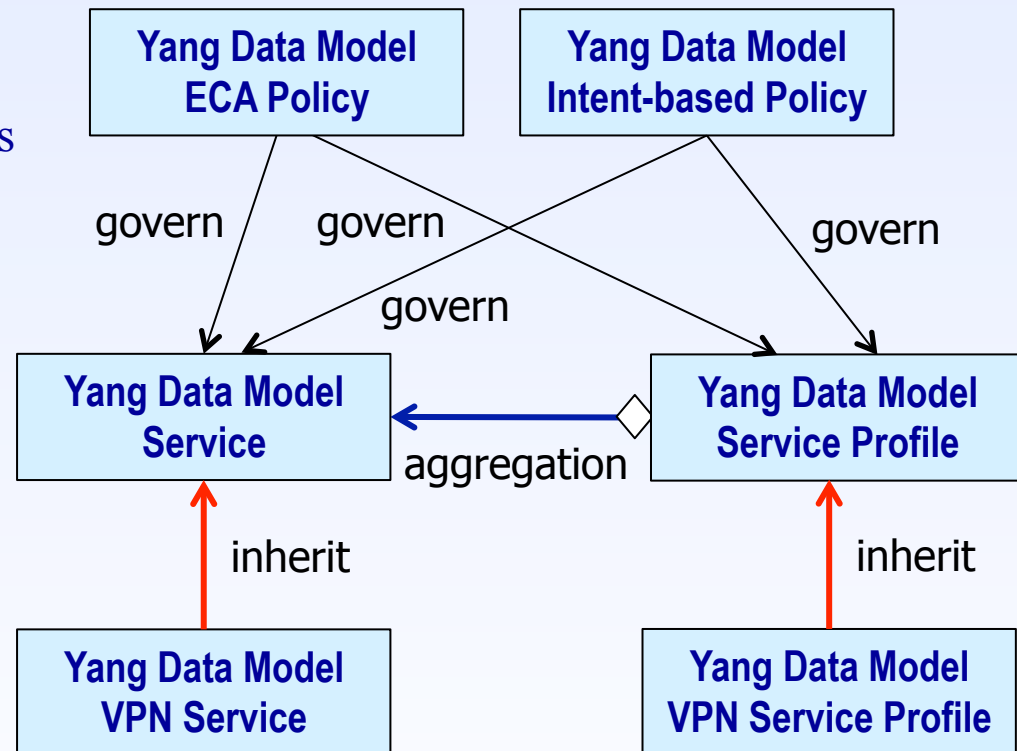 Yang Data Model
ECA Policy
Yang Data Model
Intent-based Policy
s
govern
govern
govern
govern
Yang Data Model
Service
aggregation
Yang Data Model
Service Profile
inherit
inherit
Yang Data Model
VPN Service
Yang Data Model
VPN Service Profile